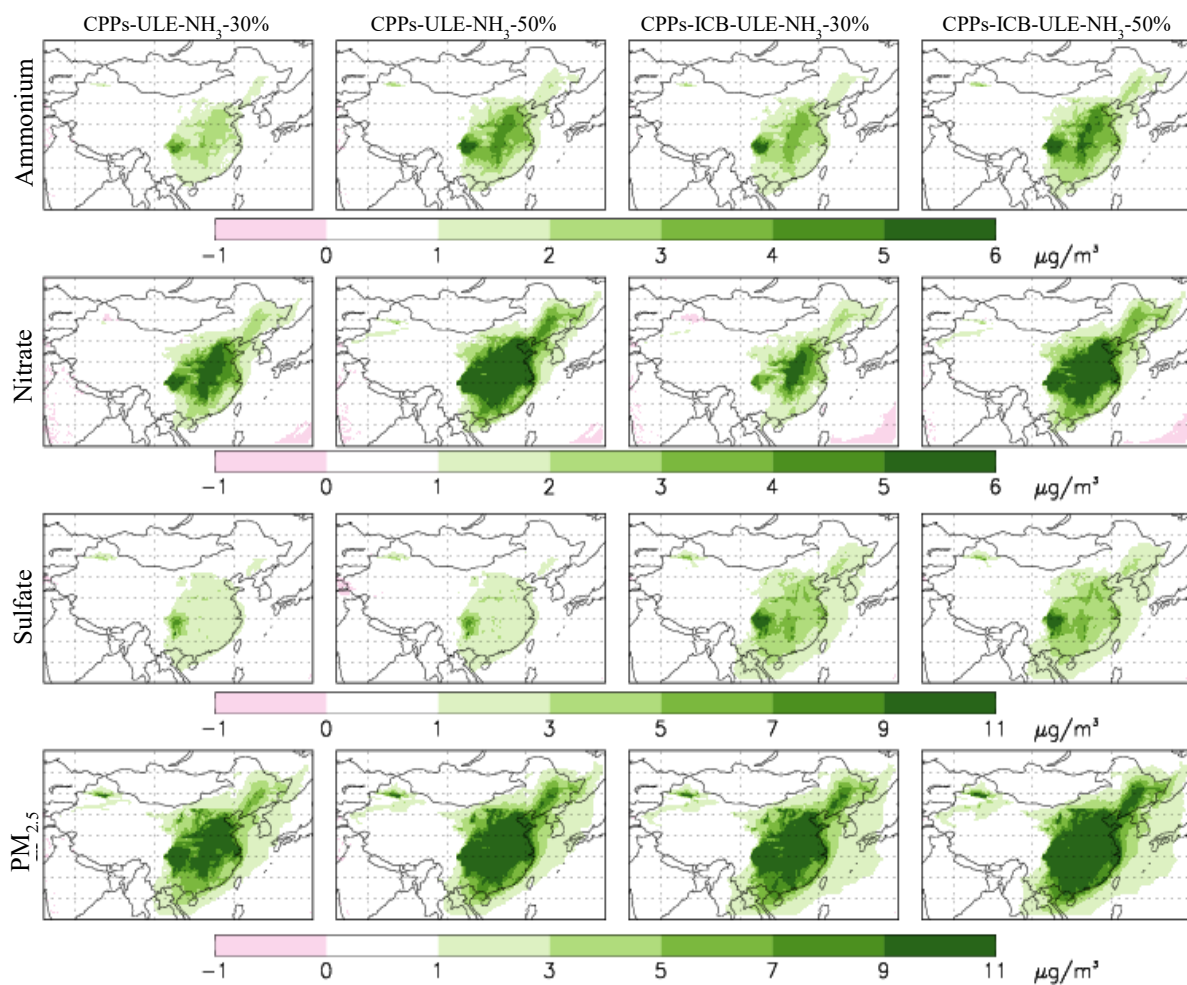 CPPs-ULE-NH₃-30% CPPs-ULE-NH₃-50% CPPs-ICB-ULE-NH₃-30% CPPs-ICB-ULE-NH₃-50%
Ammonium
−1 0 1 2 3 4 5 6 μg/m³
Nitrate
−1 0 1 2 3 4 5 6 μg/m³
Sulfate
−1 0 1 3 5 7 9 11 μg/m³
PM₂.₅
−1 0 1 3 5 7 9 11 μg/m³